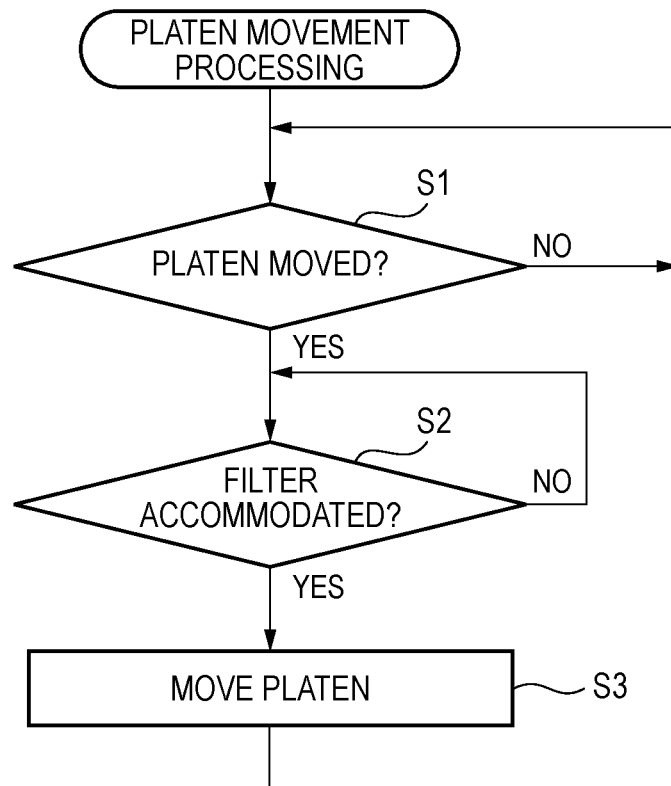 PLATEN MOVEMENT
PROCESSING
S1
PLATEN MOVED?
NO
YES
S2
FILTER
ACCOMMODATED?
NO
YES
MOVE PLATEN
S3